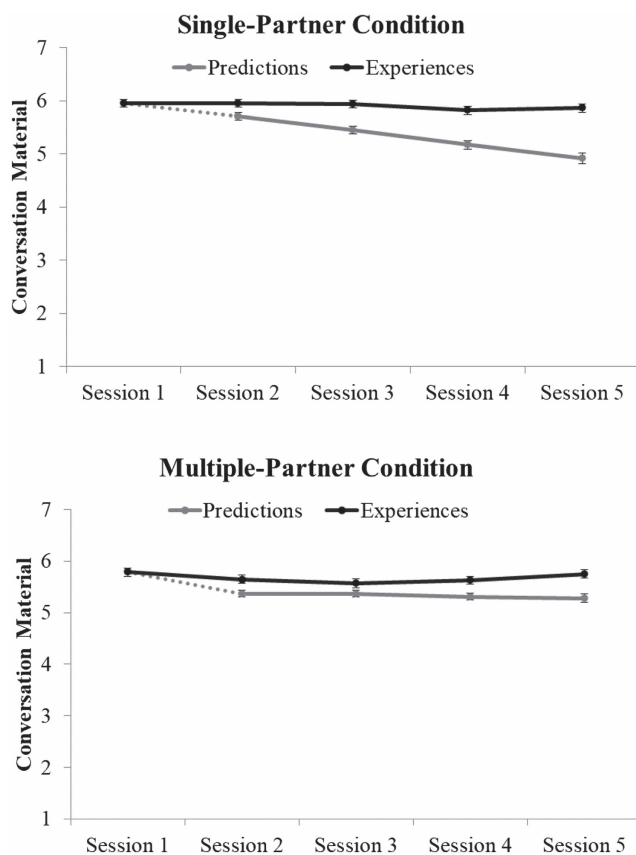 Single-Partner Condition
Predictions Experiences
7
6
5
4
3
2
1
Conversation Material
Session 1 Session 2 Session 3 Session 4 Session 5
Multiple-Partner Condition
Predictions Experiences
7
6
5
4
3
2
1
Conversation Material
Session 1 Session 2 Session 3 Session 4 Session 5